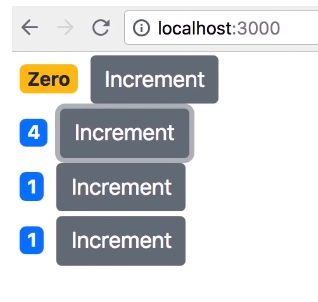 localhost:3000
Zero Increment
4 Increment
1 Increment
1 Increment